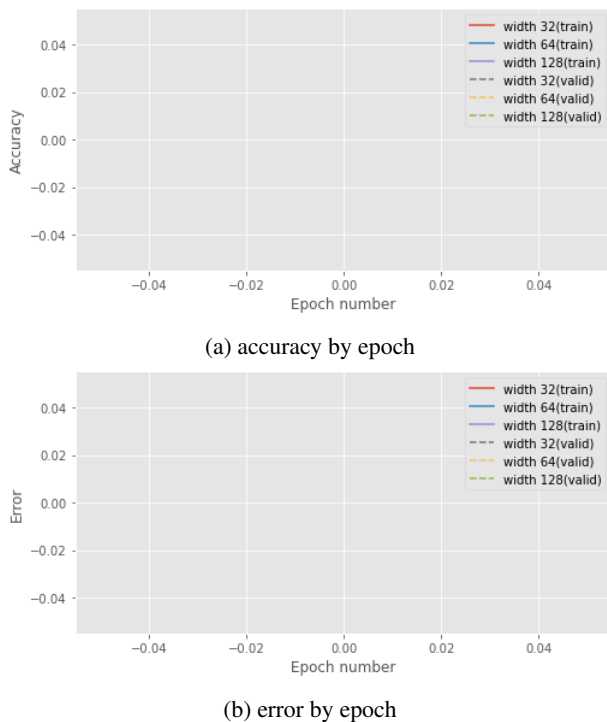 width 32(train)
width 64(train)
width 128(train)
width 32(valid)
width 64(valid)
width 128(valid)
0.04
0.02
0.00
−0.02
−0.04
Accuracy
−0.04
−0.02
0.00
0.02
0.04
Epoch number
(a) accuracy by epoch
width 32(train)
width 64(train)
width 128(train)
width 32(valid)
width 64(valid)
width 128(valid)
0.04
0.02
0.00
−0.02
−0.04
Error
−0.04
−0.02
0.00
0.02
0.04
Epoch number
(b) error by epoch